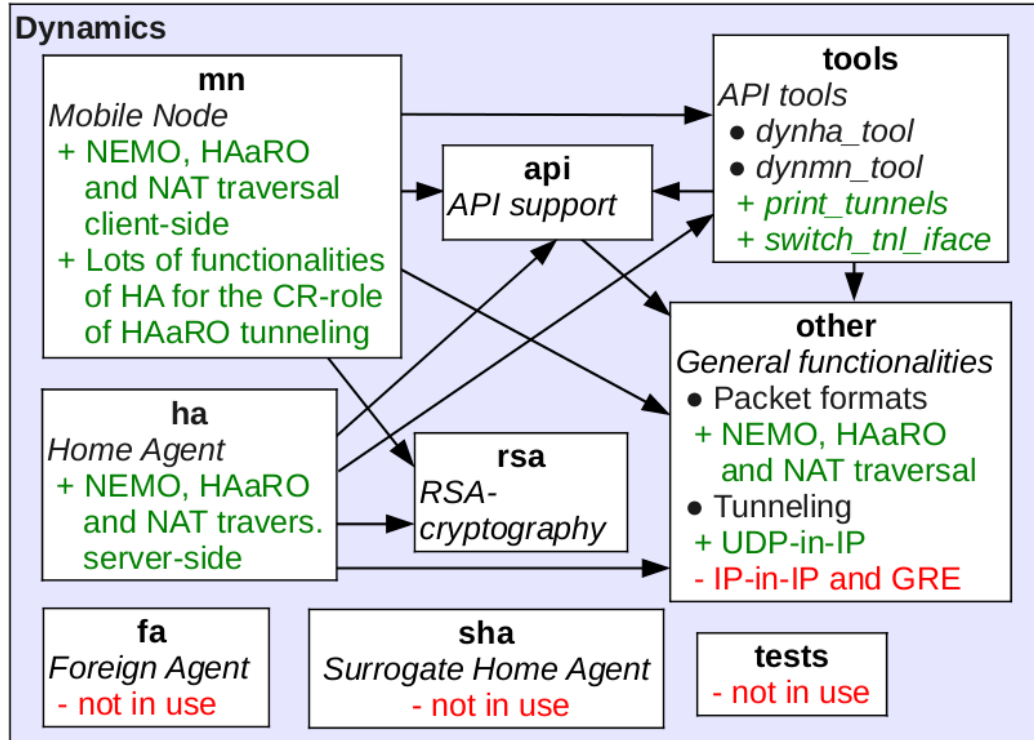 Dynamics
mn
Mobile Node
+ NEMO, HAaRO
and NAT traversal
client-side
+ Lots of functionalities
of HA for the CR-role
of HAaRO tunneling
tools
API tools
● dynha_tool
● dynmn_tool
+ print_tunnels
+ switch_tnl_iface
api
API support
other
General functionalities
● Packet formats
+ NEMO, HAaRO
and NAT traversal
● Tunneling
+ UDP-in-IP
- IP-in-IP and GRE
ha
Home Agent
+ NEMO, HAaRO
and NAT travers.
server-side
rsa
RSA-
cryptography
fa
Foreign Agent
- not in use
sha
Surrogate Home Agent
- not in use
tests
- not in use